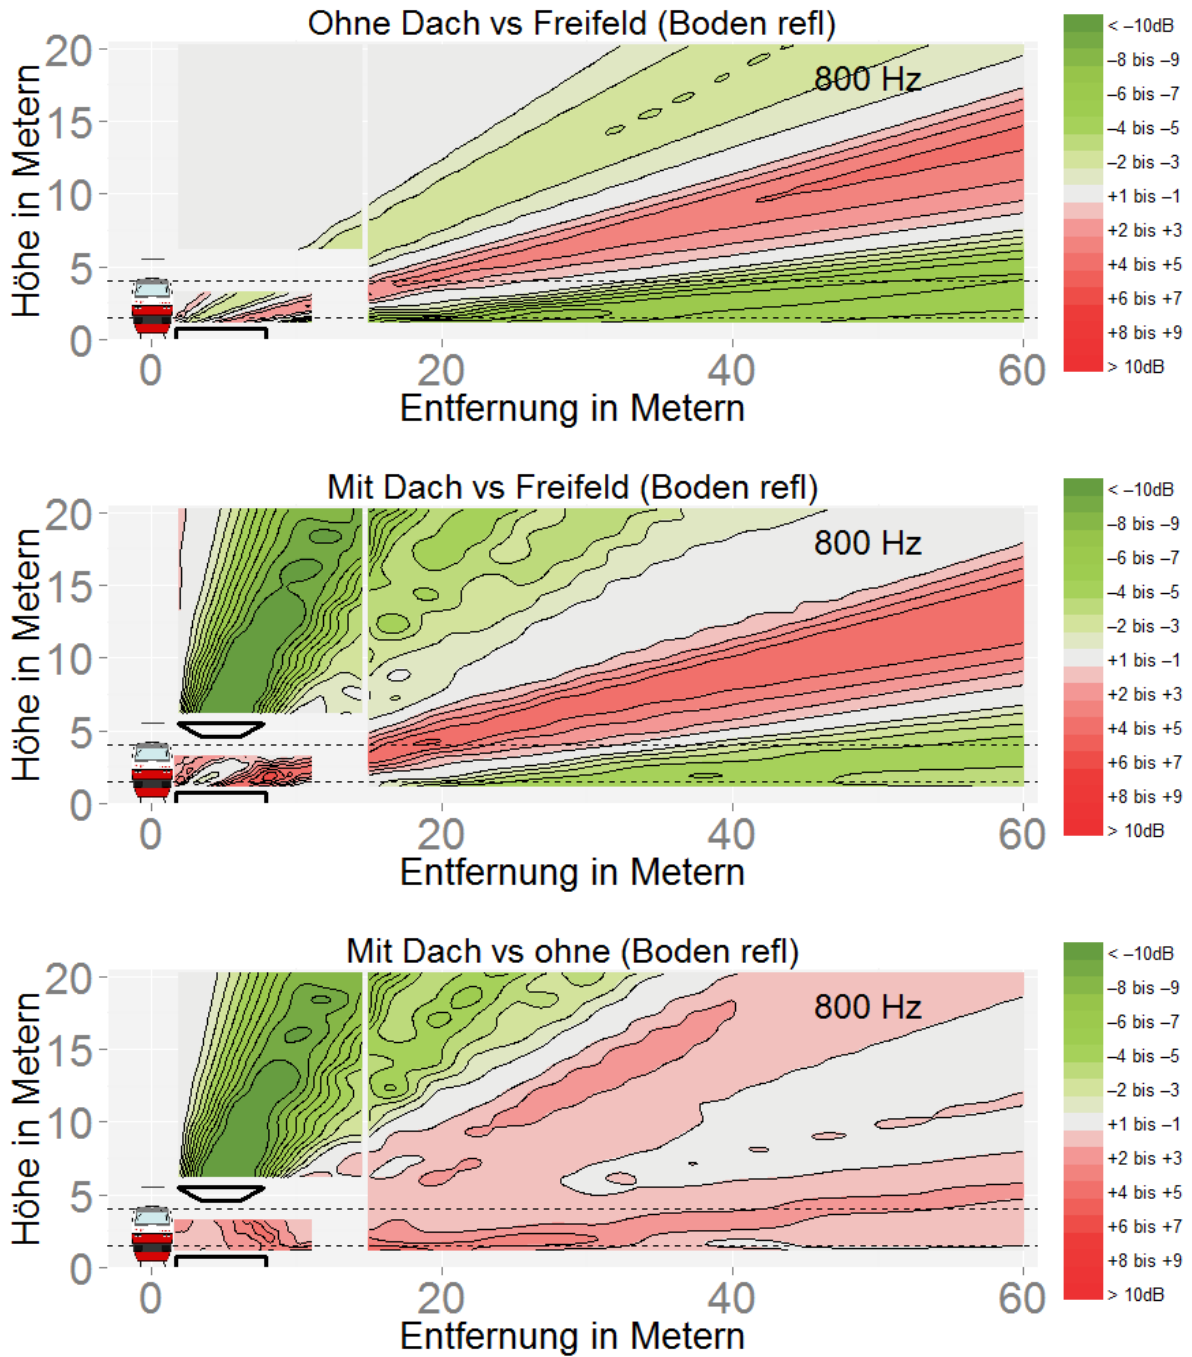 Ohne Dach vs Freifeld (Boden refl)
800 Hz
Höhe in Metern
20
15
10
5
0
0
20
40
60
Entfernung in Metern
< –10dB
–8 bis –9
–6 bis –7
–4 bis –5
–2 bis –3
+1 bis –1
+2 bis +3
+4 bis +5
+6 bis +7
+8 bis +9
> 10dB
Mit Dach vs Freifeld (Boden refl)
800 Hz
Höhe in Metern
20
15
10
5
0
0
20
40
60
Entfernung in Metern
< –10dB
–8 bis –9
–6 bis –7
–4 bis –5
–2 bis –3
+1 bis –1
+2 bis +3
+4 bis +5
+6 bis +7
+8 bis +9
> 10dB
Mit Dach vs ohne (Boden refl)
800 Hz
Höhe in Metern
20
15
10
5
0
0
20
40
60
Entfernung in Metern
< –10dB
–8 bis –9
–6 bis –7
–4 bis –5
–2 bis –3
+1 bis –1
+2 bis +3
+4 bis +5
+6 bis +7
+8 bis +9
> 10dB